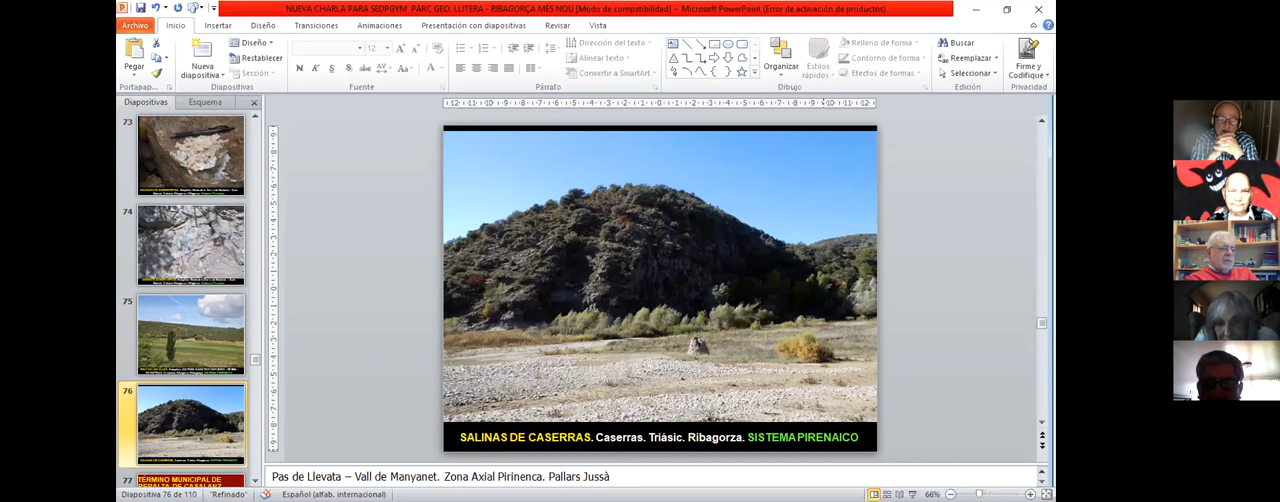 NUEVA CHARLA PARA SEDPGYM PARC GEO. LLITERA - RIBAGORÇA MÉS NOU [Modo de compatibilidad] - Microsoft PowerPoint (Error de activación de productos)
Archivo Inicio Insertar Diseño Transiciones Animaciones Presentación con diapositivas Revisar Vista
Pegar
Nueva diapositiva
Diseño
Restablecer
Sección
12
Dirección del texto
Alinear texto
Convertir a SmartArt
Organizar
Estilos rápidos
Relleno de forma
Contorno de forma
Efectos de formas
Buscar
Reemplazar
Seleccionar
Firme y Codifique
Portapap...
Diapositivas
Fuente
Párrafo
Dibujo
Edición
Privacidad
Diapositivas Esquema
73
74
75
76
77
TÉRMINO MUNICIPAL DE
SALINAS DE CASERRAS. Caserras. Triásic. Ribagorza. SISTEMA PIRENAICO
Pas de Llevata – Vall de Manyanet. Zona Axial Pirinenca. Pallars Jussà
Diapositiva 76 de 110 "Refinado" Español (alfab. internacional) 66%